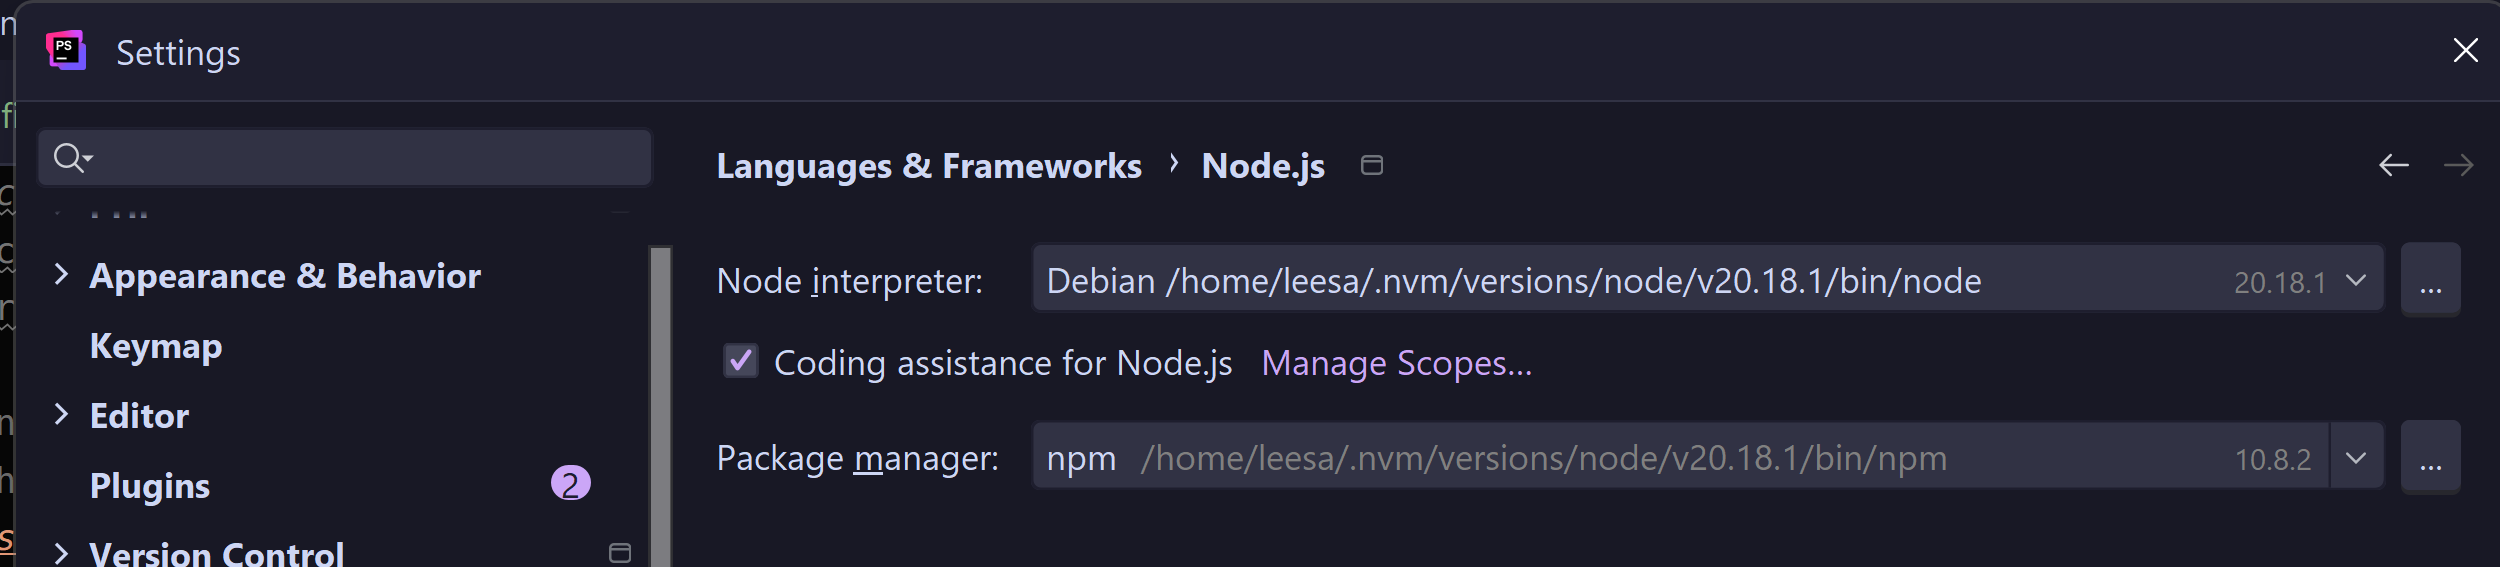 PS
Settings
Languages & Frameworks › Node.js
Appearance & Behavior
Keymap
Editor
Plugins 2
Version Control
Node interpreter: Debian /home/leesa/.nvm/versions/node/v20.18.1/bin/node 20.18.1 ...
Coding assistance for Node.js Manage Scopes...
Package manager: npm /home/leesa/.nvm/versions/node/v20.18.1/bin/npm 10.8.2 ...